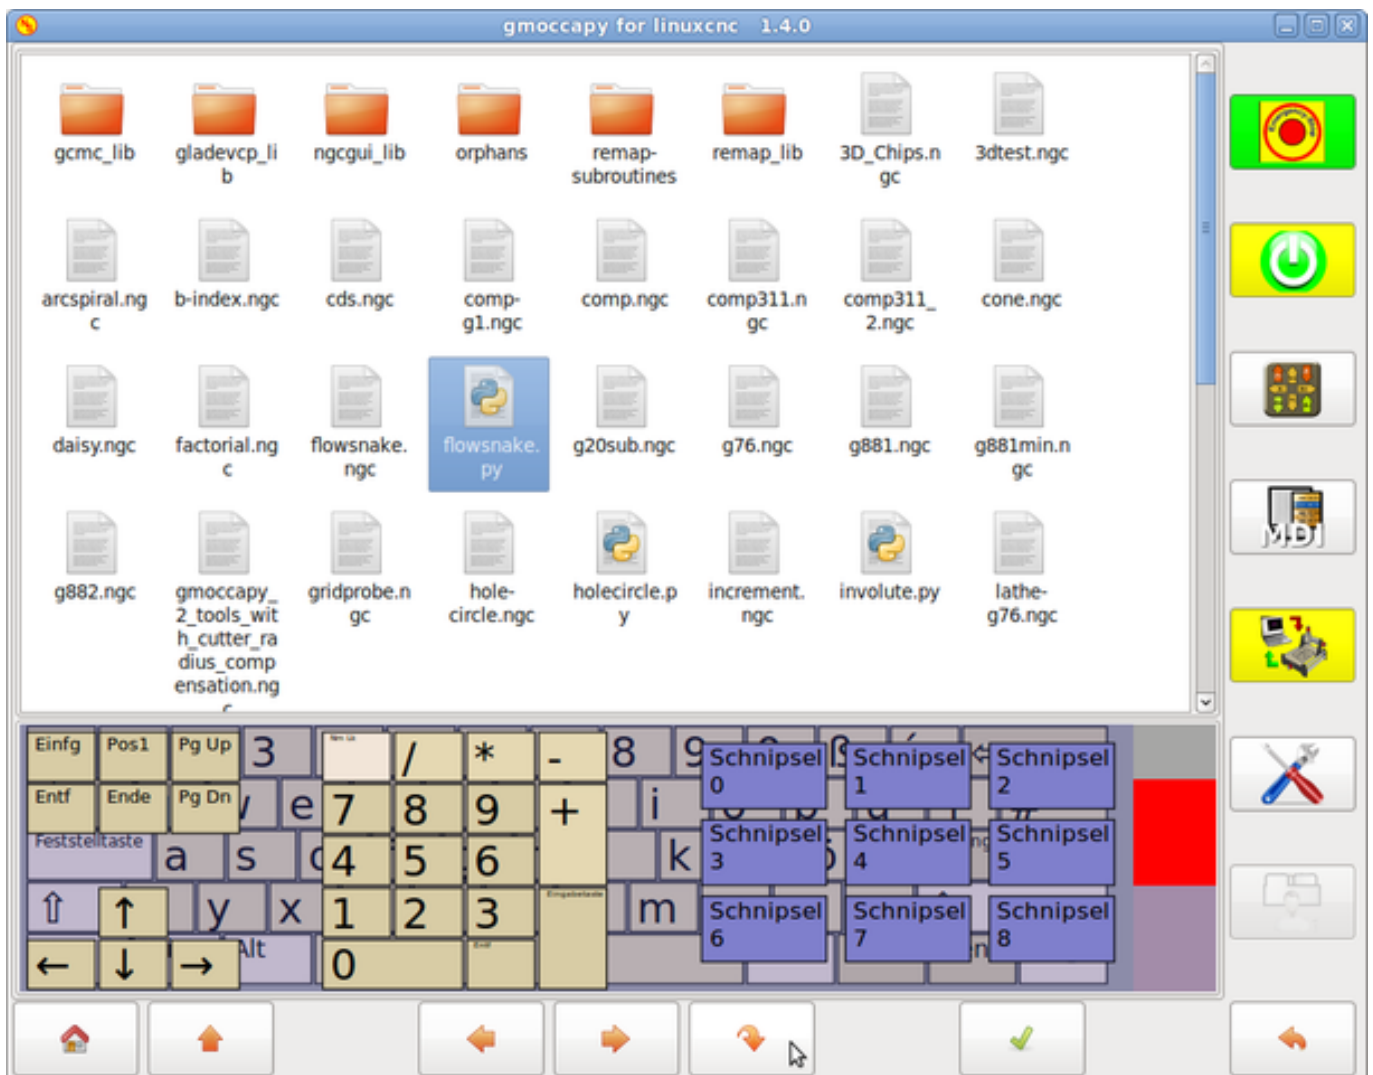 gmoccapy for linuxcnc 1.4.0
gcmc_lib
gladevcp_li
b
ngcgui_lib
orphans
remap-
subroutines
remap_lib
3D_Chips.n
gc
3dtest.ngc
arcspiral.ng
c
b-index.ngc
cds.ngc
comp-
g1.ngc
comp.ngc
comp311.n
gc
comp311_
2.ngc
cone.ngc
daisy.ngc
factorial.ng
c
flowsnake.
ngc
flowsnake.
py
g20sub.ngc
g76.ngc
g881.ngc
g881min.n
gc
g882.ngc
gmoccapy_
2_tools_wit
h_cutter_ra
dius_comp
ensation.ng
c
gridprobe.n
gc
hole-
circle.ngc
holecircle.p
y
increment.
ngc
involute.py
lathe-
g76.ngc
MDI
Einfg Pos1 Pg Up 3 / * - 8 9
Schnipsel
0
Schnipsel
1
Schnipsel
2
Entf Ende Pg Dn e 7 8 9 + i
Feststelltaste a s 4 5 6 k
Schnipsel
3
Schnipsel
4
Schnipsel
5
⇧ ↑ y x 1 2 3 Eingabetaste m
Schnipsel
6
Schnipsel
7
Schnipsel
8
← ↓ → Alt 0 Entf